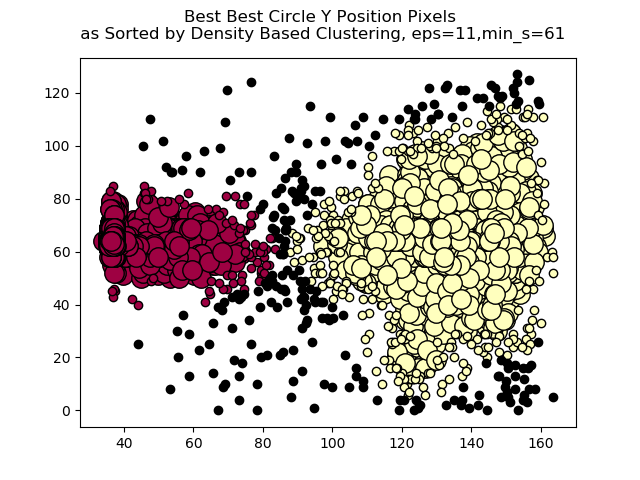 Best Best Circle Y Position Pixels
as Sorted by Density Based Clustering, eps=11,min_s=61
120
100
80
60
40
20
0
40 60 80 100 120 140 160